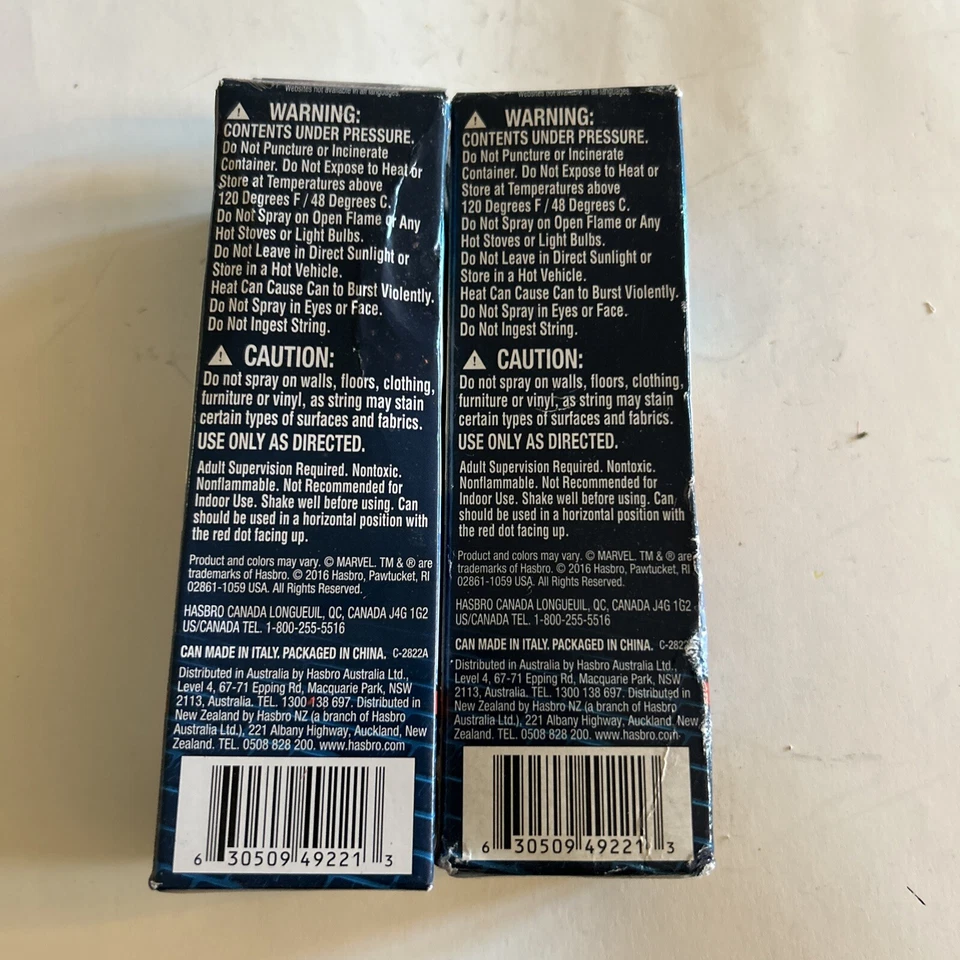 Websites not available in all languages.
WARNING:
CONTENTS UNDER PRESSURE.
Do Not Puncture or Incinerate
Container. Do Not Expose to Heat or
Store at Temperatures above
120 Degrees F / 48 Degrees C.
Do Not Spray on Open Flame or Any
Hot Stoves or Light Bulbs.
Do Not Leave in Direct Sunlight or
Store in a Hot Vehicle.
Heat Can Cause Can to Burst Violently.
Do Not Spray in Eyes or Face.
Do Not Ingest String.
CAUTION:
Do not spray on walls, floors, clothing,
furniture or vinyl, as string may stain
certain types of surfaces and fabrics.
USE ONLY AS DIRECTED.
Adult Supervision Required. Nontoxic.
Nonflammable. Not Recommended for
Indoor Use. Shake well before using. Can
should be used in a horizontal position with
the red dot facing up.
Product and colors may vary. © MARVEL. TM & ® are
trademarks of Hasbro. © 2016 Hasbro, Pawtucket, RI
02861-1059 USA. All Rights Reserved.
HASBRO CANADA LONGUEUIL, QC, CANADA J4G 1G2
US/CANADA TEL. 1-800-255-5516
CAN MADE IN ITALY. PACKAGED IN CHINA. C-2822A
Distributed in Australia by Hasbro Australia Ltd.,
Level 4, 67-71 Epping Rd, Macquarie Park, NSW
2113, Australia. TEL. 1300 138 697. Distributed in
New Zealand by Hasbro NZ (a branch of Hasbro
Australia Ltd.), 221 Albany Highway, Auckland, New
Zealand. TEL. 0508 828 200. www.hasbro.com
6 30509 49221 3
Websites not available in all languages.
WARNING:
CONTENTS UNDER PRESSURE.
Do Not Puncture or Incinerate
Container. Do Not Expose to Heat or
Store at Temperatures above
120 Degrees F / 48 Degrees C.
Do Not Spray on Open Flame or Any
Hot Stoves or Light Bulbs.
Do Not Leave in Direct Sunlight or
Store in a Hot Vehicle.
Heat Can Cause Can to Burst Violently.
Do Not Spray in Eyes or Face.
Do Not Ingest String.
CAUTION:
Do not spray on walls, floors, clothing,
furniture or vinyl, as string may stain
certain types of surfaces and fabrics.
USE ONLY AS DIRECTED.
Adult Supervision Required. Nontoxic.
Nonflammable. Not Recommended for
Indoor Use. Shake well before using. Can
should be used in a horizontal position with
the red dot facing up.
Product and colors may vary. © MARVEL. TM & ® are
trademarks of Hasbro. © 2016 Hasbro, Pawtucket, RI
02861-1059 USA. All Rights Reserved.
HASBRO CANADA LONGUEUIL, QC, CANADA J4G 1G2
US/CANADA TEL. 1-800-255-5516
CAN MADE IN ITALY. PACKAGED IN CHINA. C-2822
Distributed in Australia by Hasbro Australia Ltd.,
Level 4, 67-71 Epping Rd, Macquarie Park, NSW
2113, Australia. TEL. 1300 138 697. Distributed in
New Zealand by Hasbro NZ (a branch of Hasbro
Australia Ltd.), 221 Albany Highway, Auckland, New
Zealand. TEL. 0508 828 200. www.hasbro.com
6 30509 49221 3